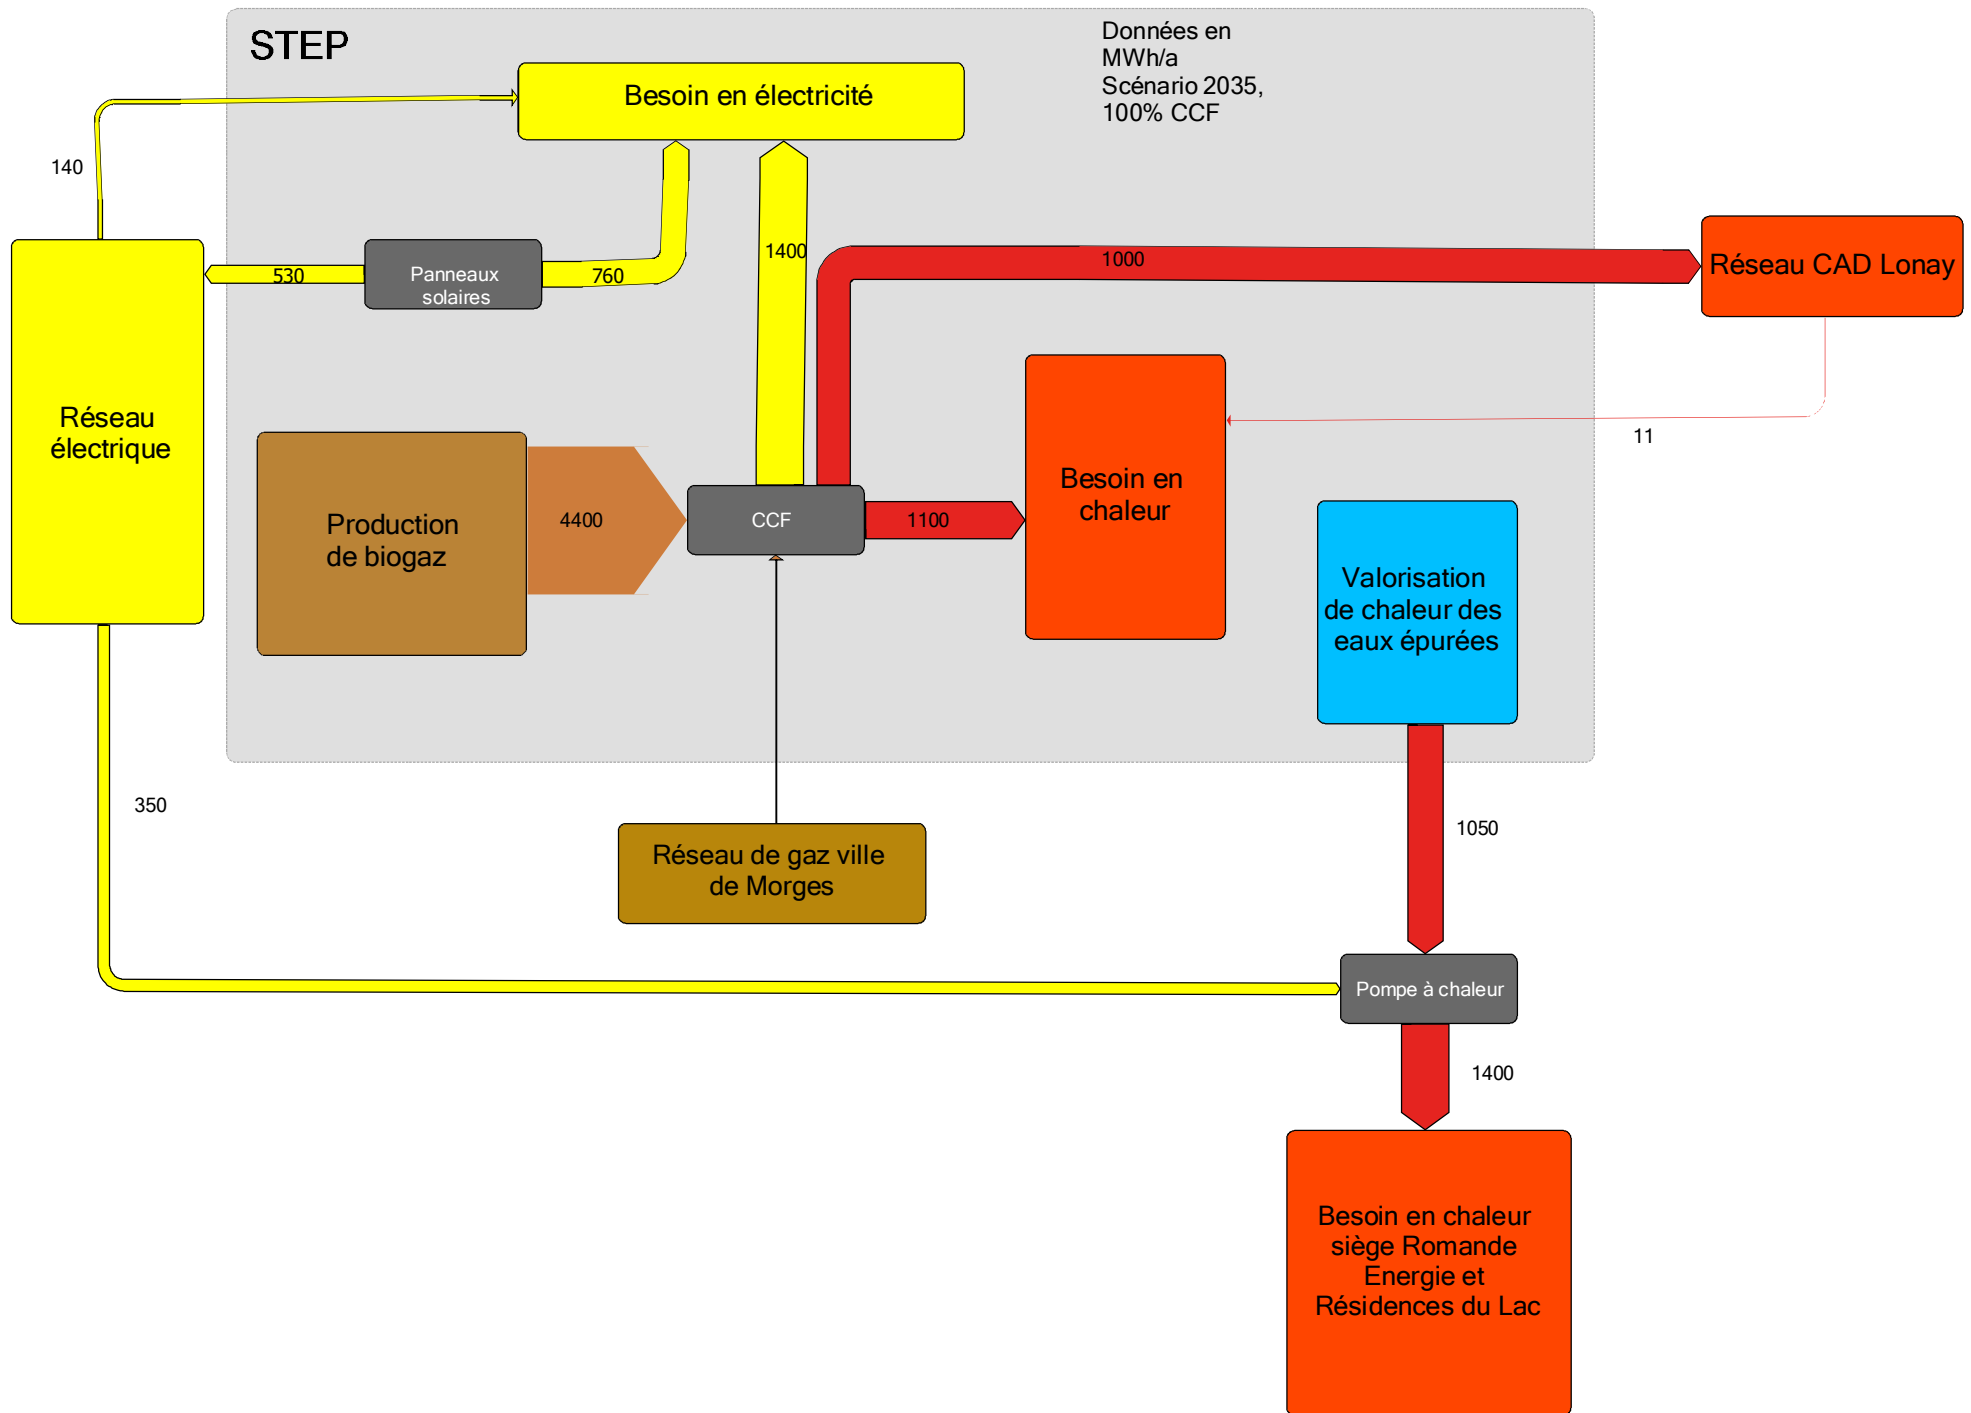 STEP
Données en
MWh/a
Scénario 2035,
100% CCF
Besoin en électricité
140
530
Panneaux
solaires
760
1400
1000
Réseau CAD Lonay
Réseau
électrique
11
Production
de biogaz
4400
CCF
1100
Besoin en
chaleur
Valorisation
de chaleur des
eaux épurées
350
Réseau de gaz ville
de Morges
1050
Pompe à chaleur
1400
Besoin en chaleur
siège Romande
Energie et
Résidences du Lac